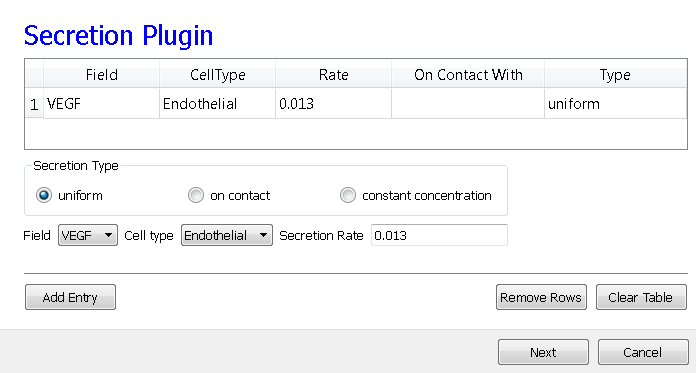 Secretion Plugin
Field CellType Rate On Contact With Type
1 VEGF Endothelial 0.013 uniform
Secretion Type
uniform on contact constant concentration
Field VEGF Cell type Endothelial Secretion Rate 0.013
Add Entry Remove Rows Clear Table
Next Cancel